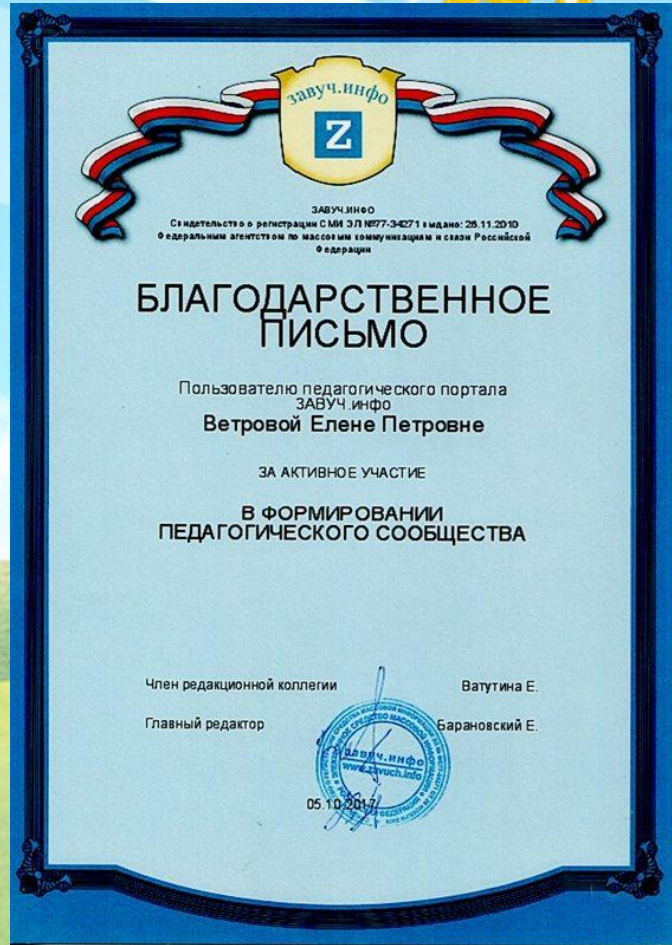 завуч.инфо
Z
ЗАВУЧ.ИНФО
Свидетельство о регистрации СМИ ЭЛ №77-34271 выдано: 26.11.2010
Федеральным агентством по массовым коммуникациям и связи Российской
Федерации
БЛАГОДАРСТВЕННОЕ
ПИСЬМО
Пользователю педагогического портала
ЗАВУЧ.инфо
Ветровой Елене Петровне
ЗА АКТИВНОЕ УЧАСТИЕ
В ФОРМИРОВАНИИ
ПЕДАГОГИЧЕСКОГО СООБЩЕСТВА
Член редакционной коллегии Ватутина Е.
Главный редактор Барановский Е.
завуч.инфо
www.zavuch.info
05.10.2017